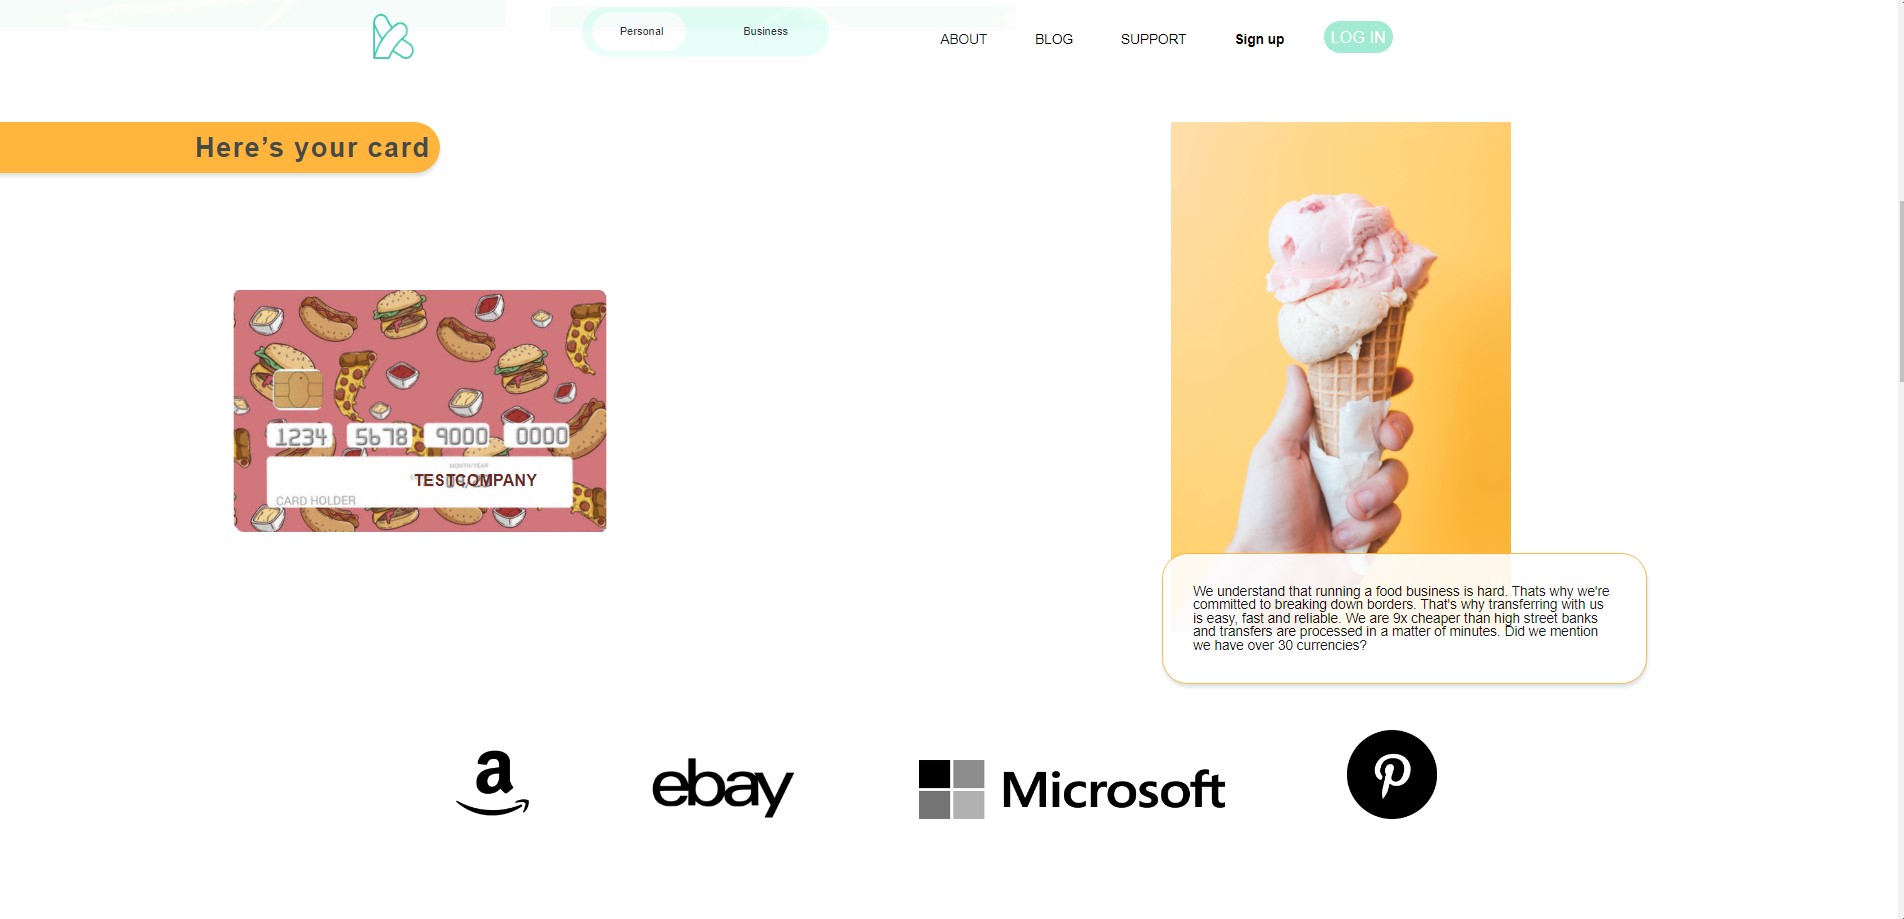 Personal
Business
ABOUT
BLOG
SUPPORT
Sign up
LOG IN
Here’s your card
1234 5678 9000 0000
MONTH/YEAR
TESTCOMPANY
CARD HOLDER
We understand that running a food business is hard. Thats why we're
committed to breaking down borders. That's why transferring with us
is easy, fast and reliable. We are 9x cheaper than high street banks
and transfers are processed in a matter of minutes. Did we mention
we have over 30 currencies?
a
ebay
Microsoft